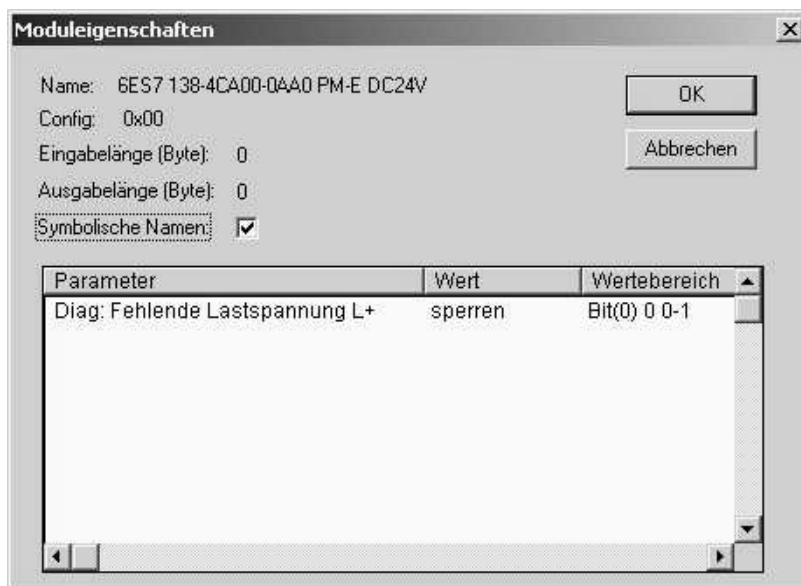 Moduleigenschaften
Name: 6ES7 138-4CA00-0AA0 PM-E DC24V
OK
Config: 0x00
Eingabelänge (Byte): 0
Abbrechen
Ausgabelänge (Byte): 0
Symbolische Namen:
Parameter Wert Wertebereich
Diag: Fehlende Lastspannung L+ sperren Bit(0) 0 0-1